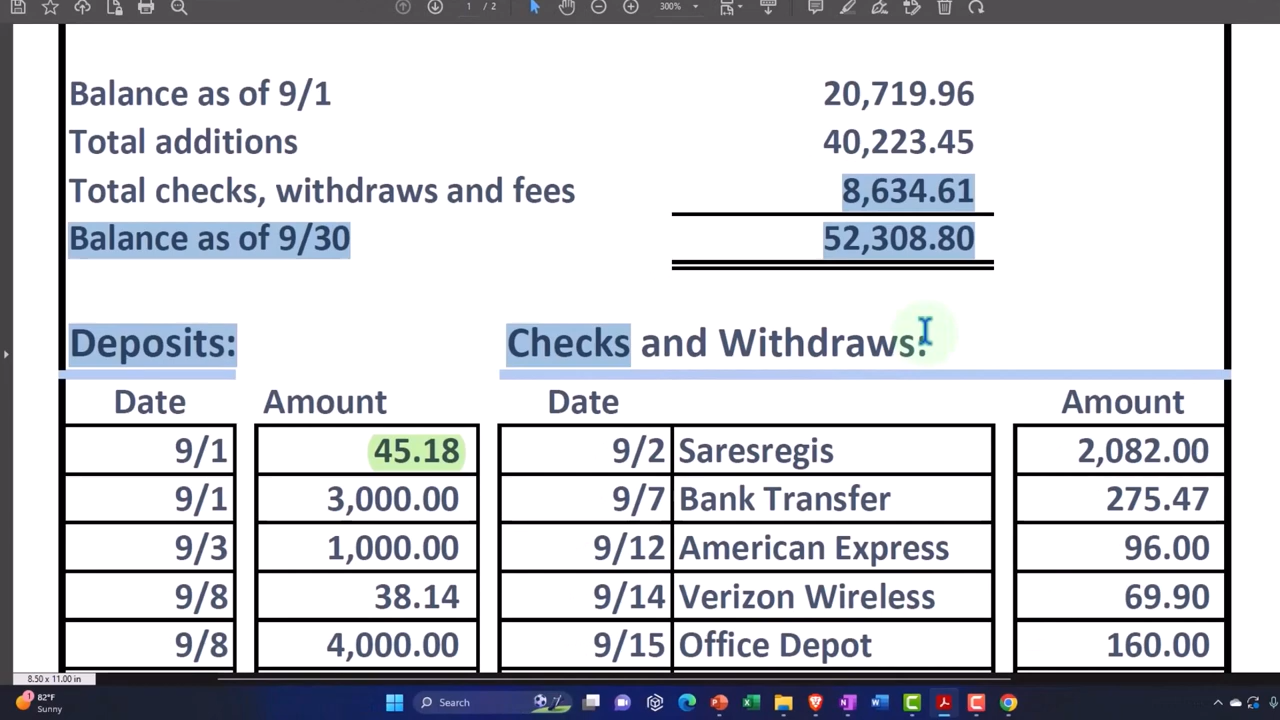 1 / 2
300%
Balance as of 9/1 20,719.96
Total additions 40,223.45
Total checks, withdraws and fees 8,634.61
Balance as of 9/30 52,308.80
Deposits: Checks and Withdraws:
Date Amount Date Amount
9/1 45.18 9/2 Saresregis 2,082.00
9/1 3,000.00 9/7 Bank Transfer 275.47
9/3 1,000.00 9/12 American Express 96.00
9/8 38.14 9/14 Verizon Wireless 69.90
9/8 4,000.00 9/15 Office Depot 160.00
8.50 x 11.00 in
1 82°F
Sunny
Search